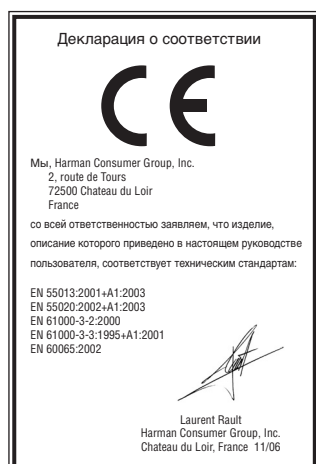 Декларация о соответствии
CE
Мы, Harman Consumer Group, Inc.
2, route de Tours
72500 Chateau du Loir
France
со всей ответственностью заявляем, что изделие,
описание которого приведено в настоящем руководстве
пользователя, соответствует техническим стандартам:
EN 55013:2001+A1:2003
EN 55020:2002+A1:2003
EN 61000-3-2:2000
EN 61000-3-3:1995+A1:2001
EN 60065:2002
Laurent Rault
Harman Consumer Group, Inc.
Chateau du Loir, France 11/06